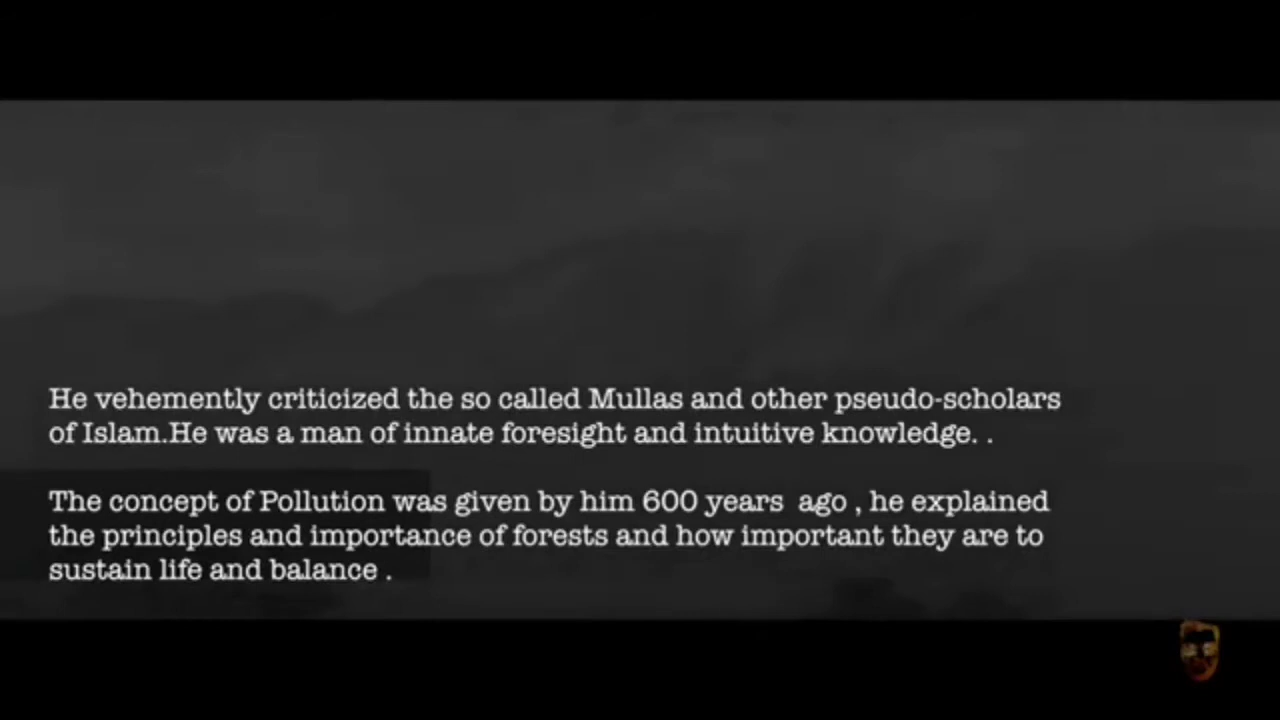 He vehemently criticized the so called Mullas and other pseudo-scholars
of Islam.He was a man of innate foresight and intuitive knowledge. .
The concept of Pollution was given by him 600 years  ago , he explained
the principles and importance of forests and how important they are to
sustain life and balance .